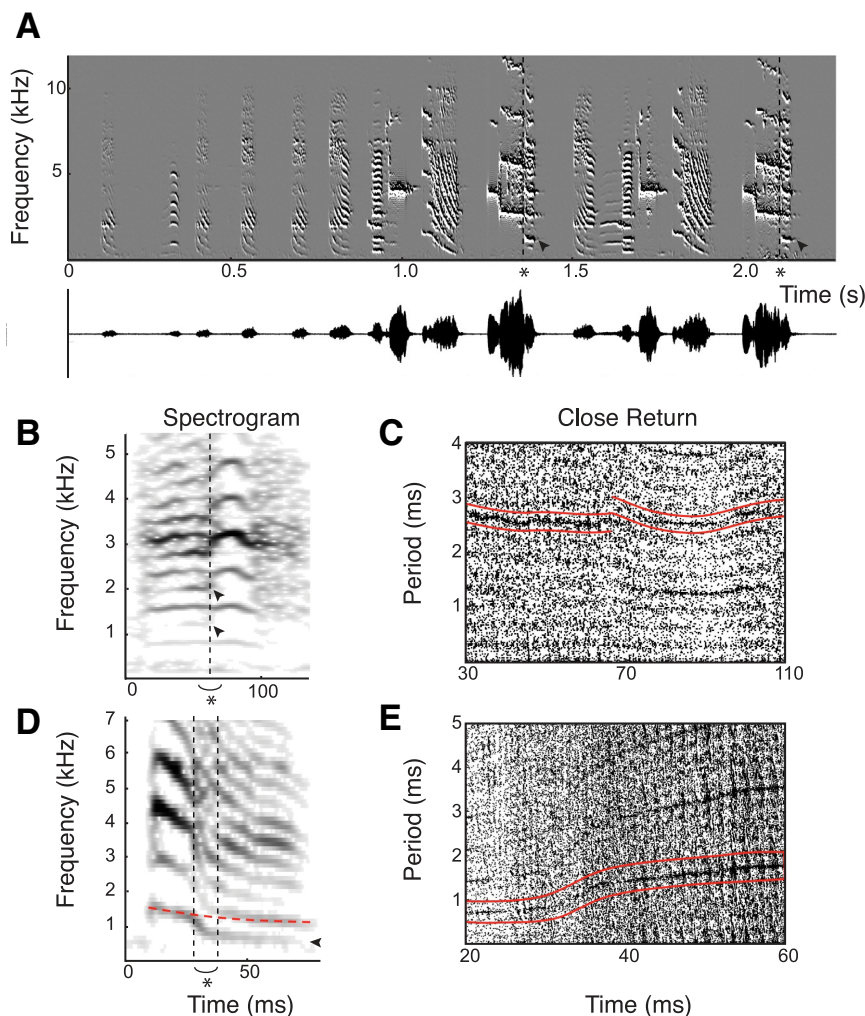 A
Frequency (kHz)
10
5
0 0.5 1.0 1.5 2.0
* *
Time (s)
B Spectrogram
Frequency (kHz)
5
4
3
2
1
0 100
*
C Close Return
Period (ms)
4
3
2
1
30 70 110
D
Frequency (kHz)
7
6
5
4
3
2
1
0 50
*
Time (ms)
E
Period (ms)
5
3
2
1
20 40 60
Time (ms)